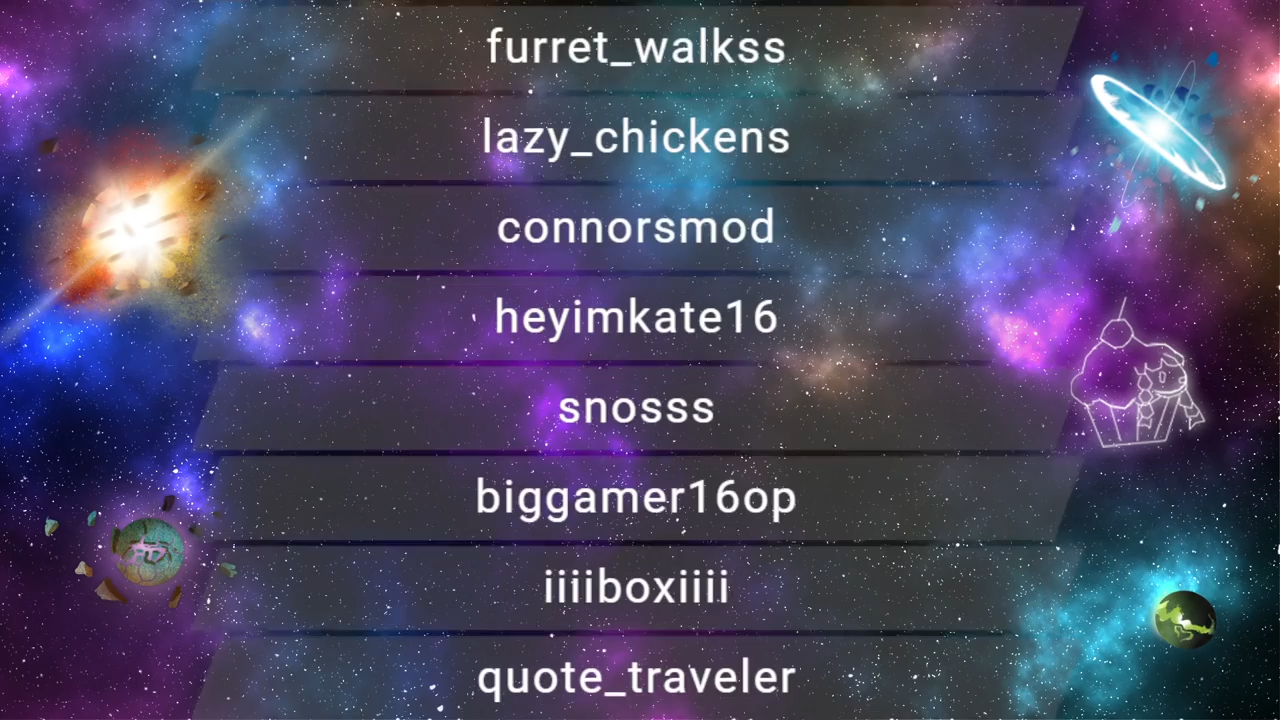 furret_walkss
lazy_chickens
connorsmod
heyimkate16
snosss
biggamer16op
iiiiboxiiii
quote_traveler